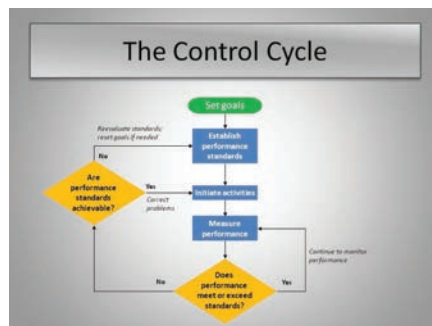 The Control Cycle
Set goals
Reevaluate standards;
reset goals if needed
Establish
performance
standards
No
Are
performance
standards
achievable?
Yes
Correct
problems
Initiate activities
Measure
performance
Continue to monitor
performance
No
Does
performance
meet or exceed
standards?
Yes